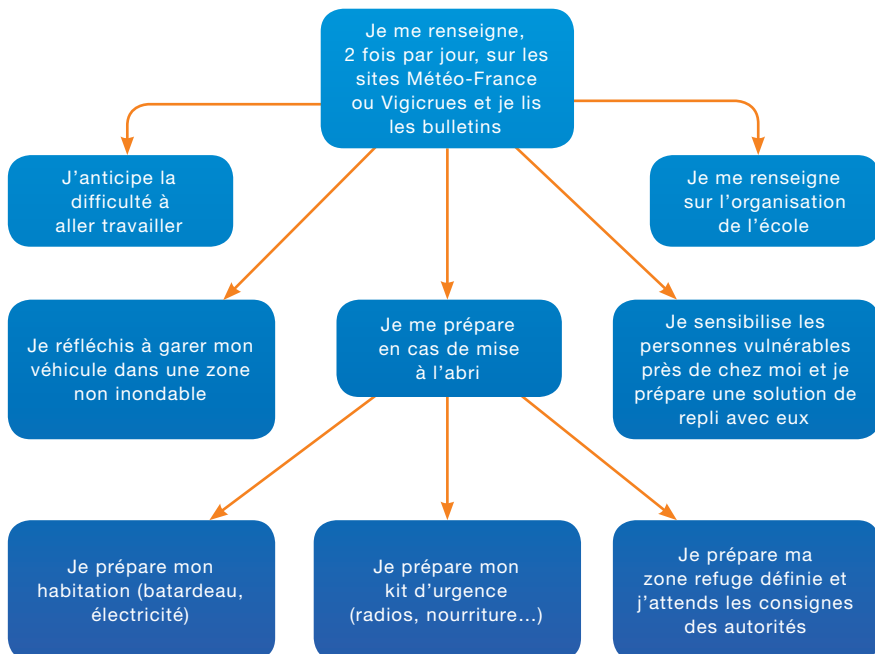 Je me renseigne,
2 fois par jour, sur les
sites Météo-France
ou Vigicrues et je lis
les bulletins
J’anticipe la
difficulté à
aller travailler
Je me renseigne
sur l’organisation
de l’école
Je réfléchis à garer mon
véhicule dans une zone
non inondable
Je me prépare
en cas de mise
à l’abri
Je sensibilise les
personnes vulnérables
près de chez moi et je
prépare une solution de
repli avec eux
Je prépare mon
habitation (batardeau,
électricité)
Je prépare mon
kit d’urgence
(radios, nourriture...)
Je prépare ma
zone refuge définie et
j’attends les consignes
des autorités